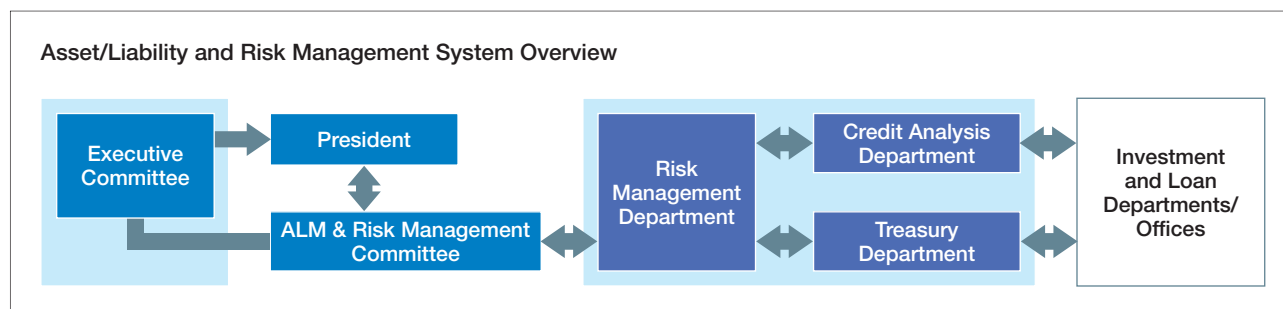 Asset/Liability and Risk Management System Overview
Executive
Committee
President
ALM & Risk Management
Committee
Risk
Management
Department
Credit Analysis
Department
Treasury
Department
Investment
and Loan
Departments/
Offices